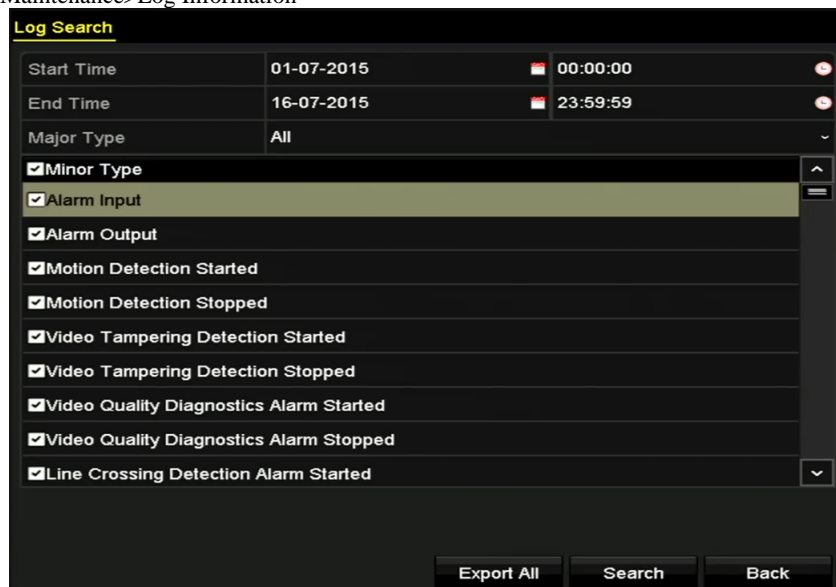 Maintenance>Log Information
Log Search
Start Time 01-07-2015 00:00:00
End Time 16-07-2015 23:59:59
Major Type All
Minor Type
Alarm Input
Alarm Output
Motion Detection Started
Motion Detection Stopped
Video Tampering Detection Started
Video Tampering Detection Stopped
Video Quality Diagnostics Alarm Started
Video Quality Diagnostics Alarm Stopped
Line Crossing Detection Alarm Started
Export All Search Back